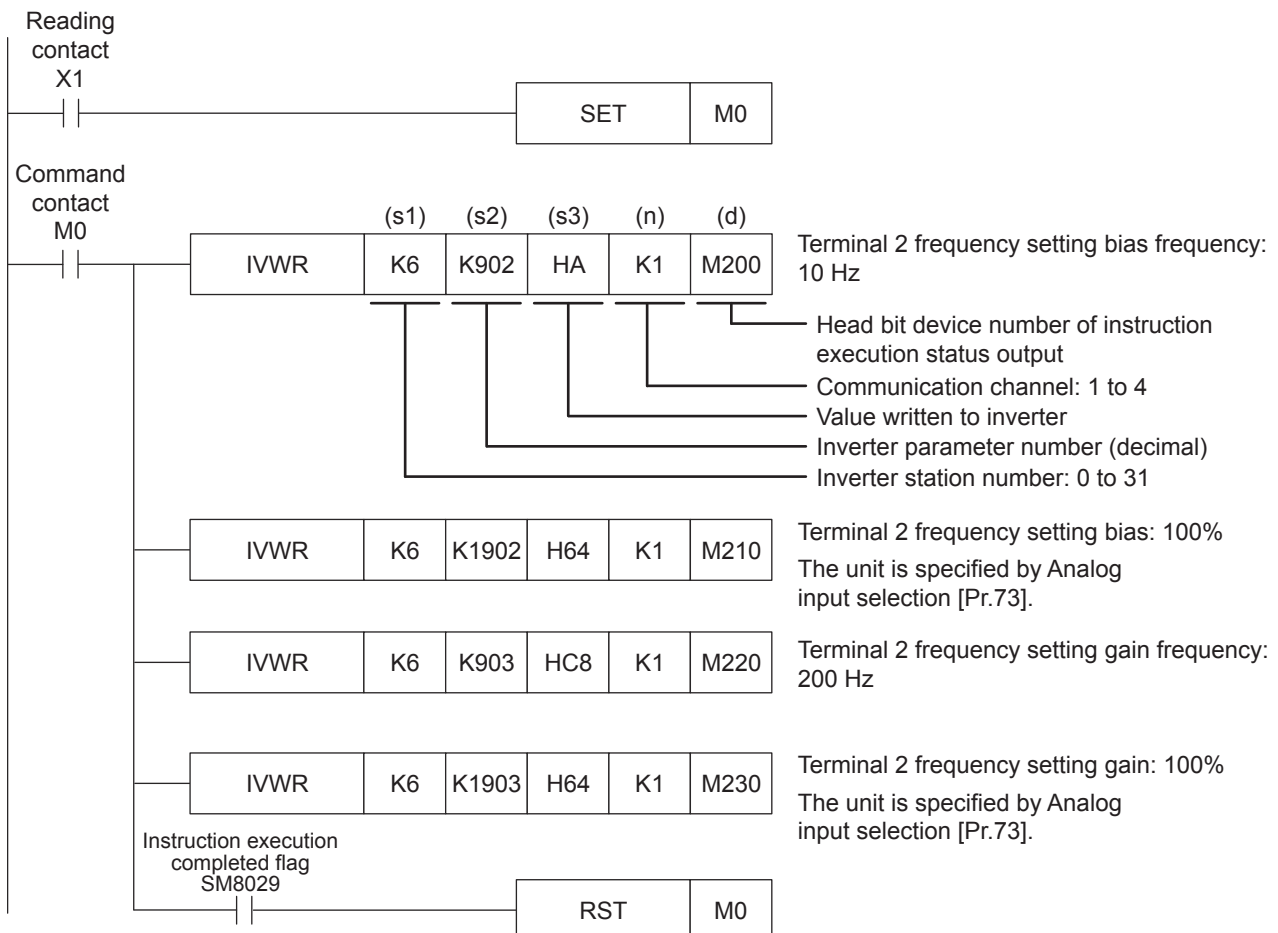 Reading
contact
X1
SET M0
Command
contact
M0
(s1) (s2) (s3) (n) (d)
IVWR K6 K902 HA K1 M200
Terminal 2 frequency setting bias frequency:
10 Hz
Head bit device number of instruction
execution status output
Communication channel: 1 to 4
Value written to inverter
Inverter parameter number (decimal)
Inverter station number: 0 to 31
IVWR K6 K1902 H64 K1 M210
Terminal 2 frequency setting bias: 100%
The unit is specified by Analog
input selection [Pr.73].
IVWR K6 K903 HC8 K1 M220
Terminal 2 frequency setting gain frequency:
200 Hz
IVWR K6 K1903 H64 K1 M230
Terminal 2 frequency setting gain: 100%
The unit is specified by Analog
input selection [Pr.73].
Instruction execution
completed flag
SM8029
RST M0